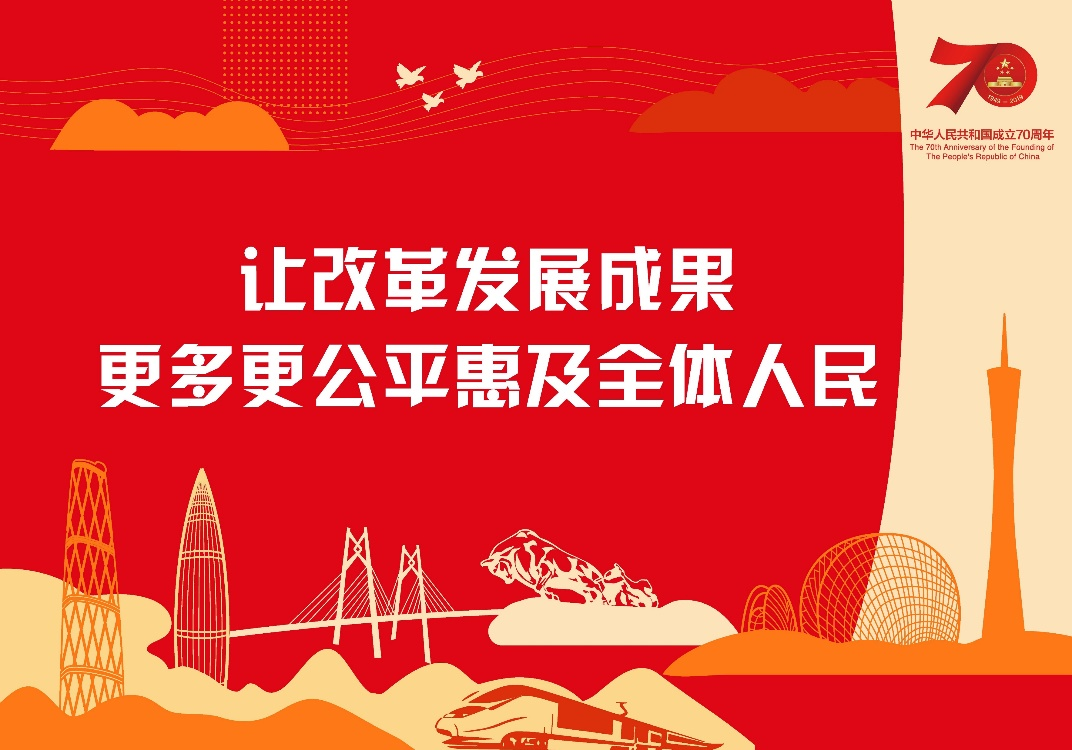 1949-2019
中华人民共和国成立70周年
The 70th Anniversary of the Founding of
The People's Republic of China
让改革发展成果
更多更公平惠及全体人民